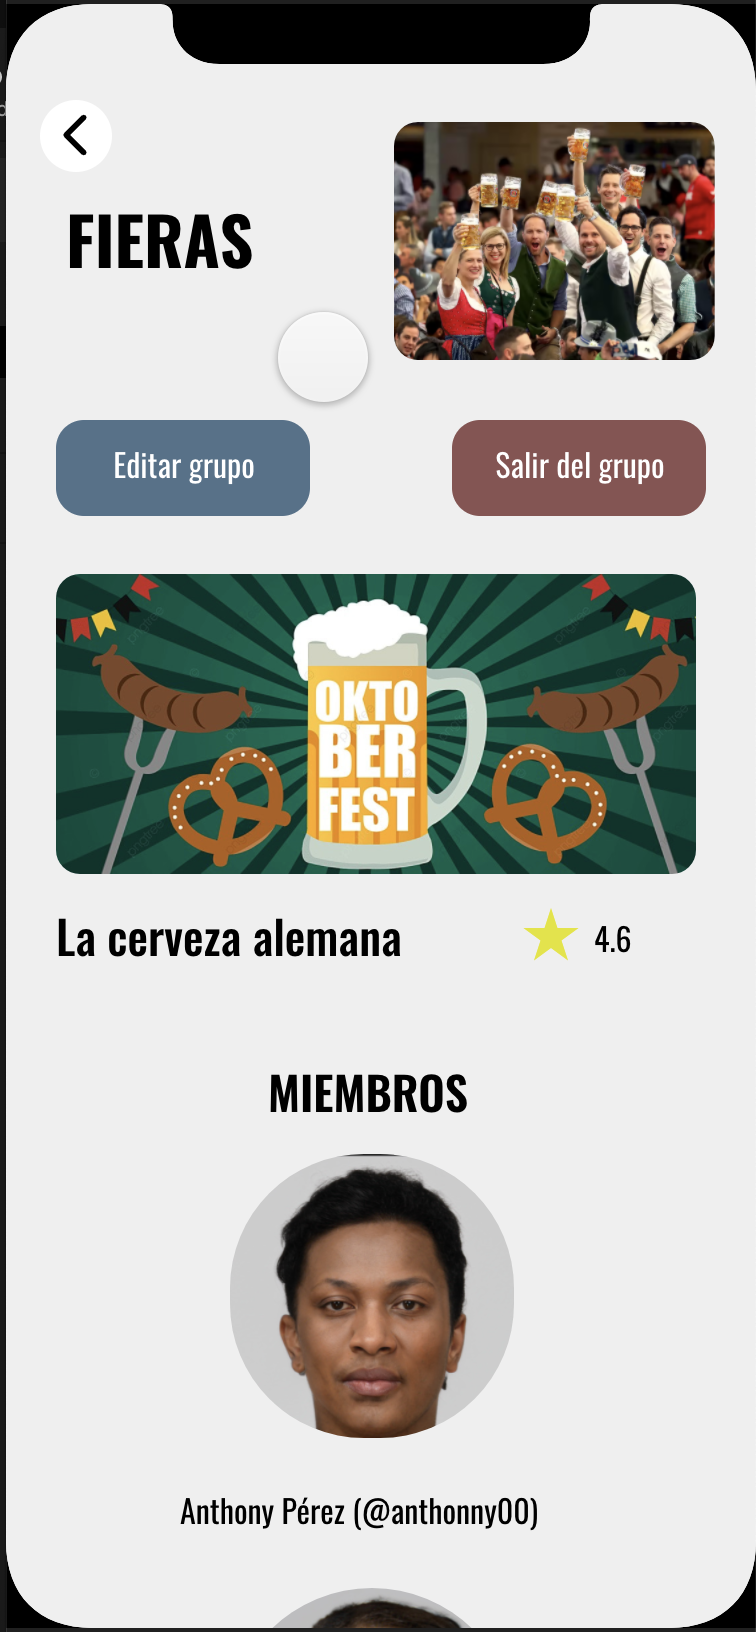 FIERAS
Editar grupo
Salir del grupo
OKTO
BER
FEST
La cerveza alemana
4.6
MIEMBROS
Anthony Pérez (@anthonny00)